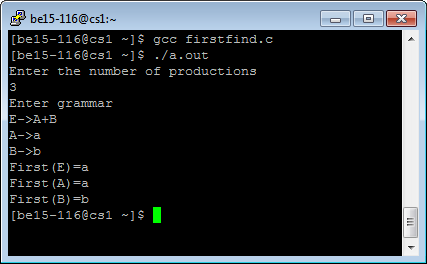 be15-116@cs1:~
[be15-116@cs1 ~]$ gcc firstfind.c
[be15-116@cs1 ~]$ ./a.out
Enter the number of productions
3
Enter grammar
E->A+B
A->a
B->b
First(E)=a
First(A)=a
First(B)=b
[be15-116@cs1 ~]$